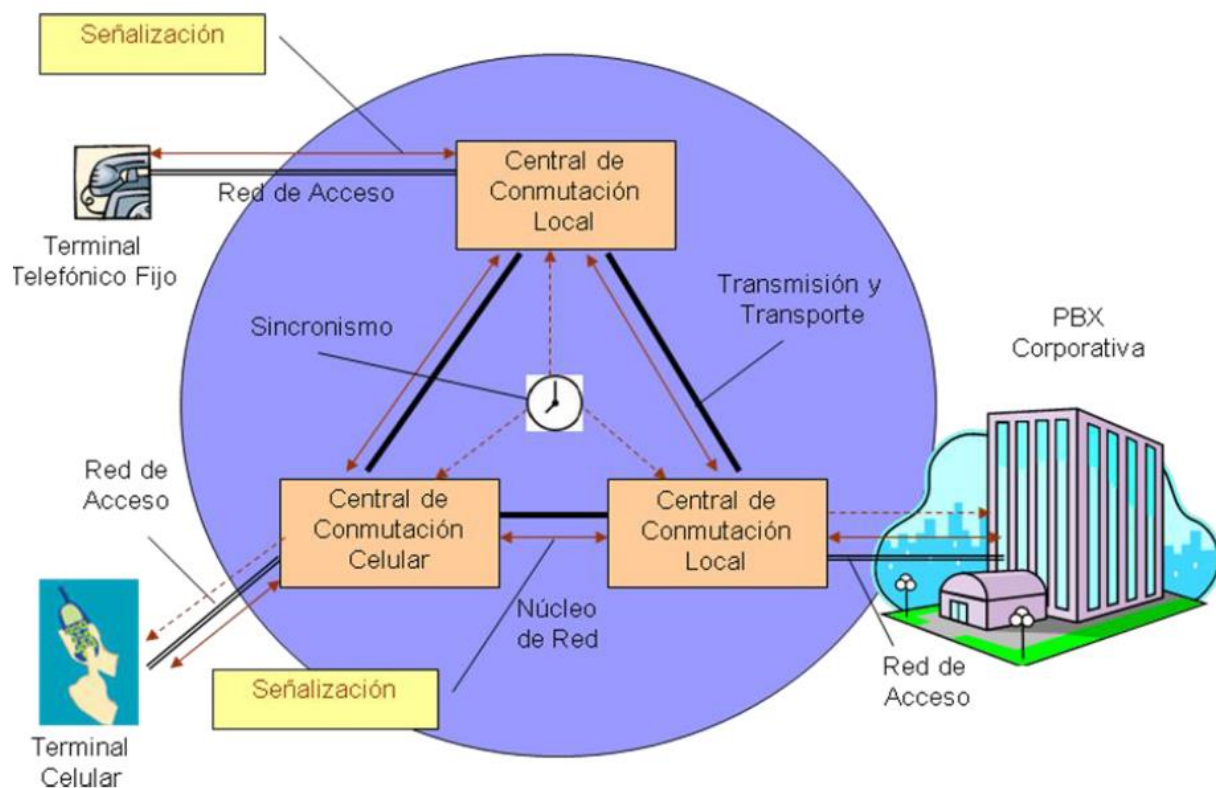 Señalización
Central de
Conmutación
Local
Red de Acceso
Terminal
Telefónico Fijo
Sincronismo
Transmisión y
Transporte
PBX
Corporativa
Red de
Acceso
Central de
Conmutación
Celular
Central de
Conmutación
Local
Núcleo
de Red
Red de
Acceso
Señalización
Terminal
Celular